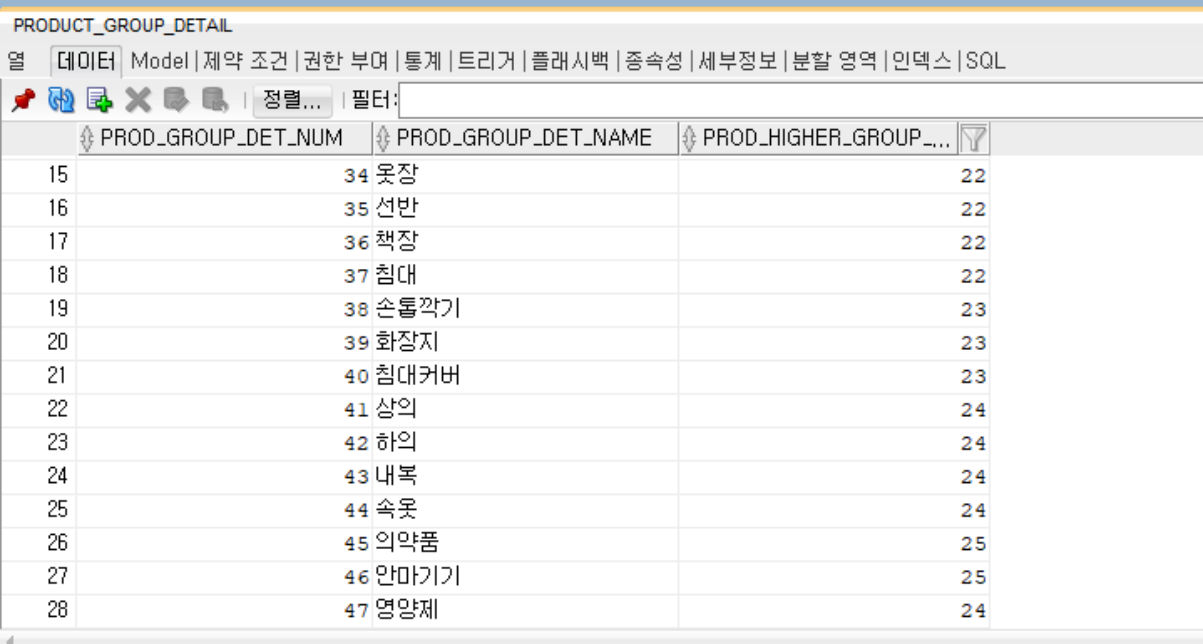 PRODUCT_GROUP_DETAIL
열 데이터 Model 제약 조건 권한 부여 통계 트리거 플래시백 종속성 세부정보 분할 영역 인덱스 SQL
정렬... 필터:
PROD_GROUP_DET_NUM PROD_GROUP_DET_NAME PROD_HIGHER_GROUP_...
15 34 옷장 22
16 35 선반 22
17 36 책장 22
18 37 침대 22
19 38 손톱깍기 23
20 39 화장지 23
21 40 침대커버 23
22 41 상의 24
23 42 하의 24
24 43 내복 24
25 44 속옷 24
26 45 의약품 25
27 46 안마기기 25
28 47 영양제 24